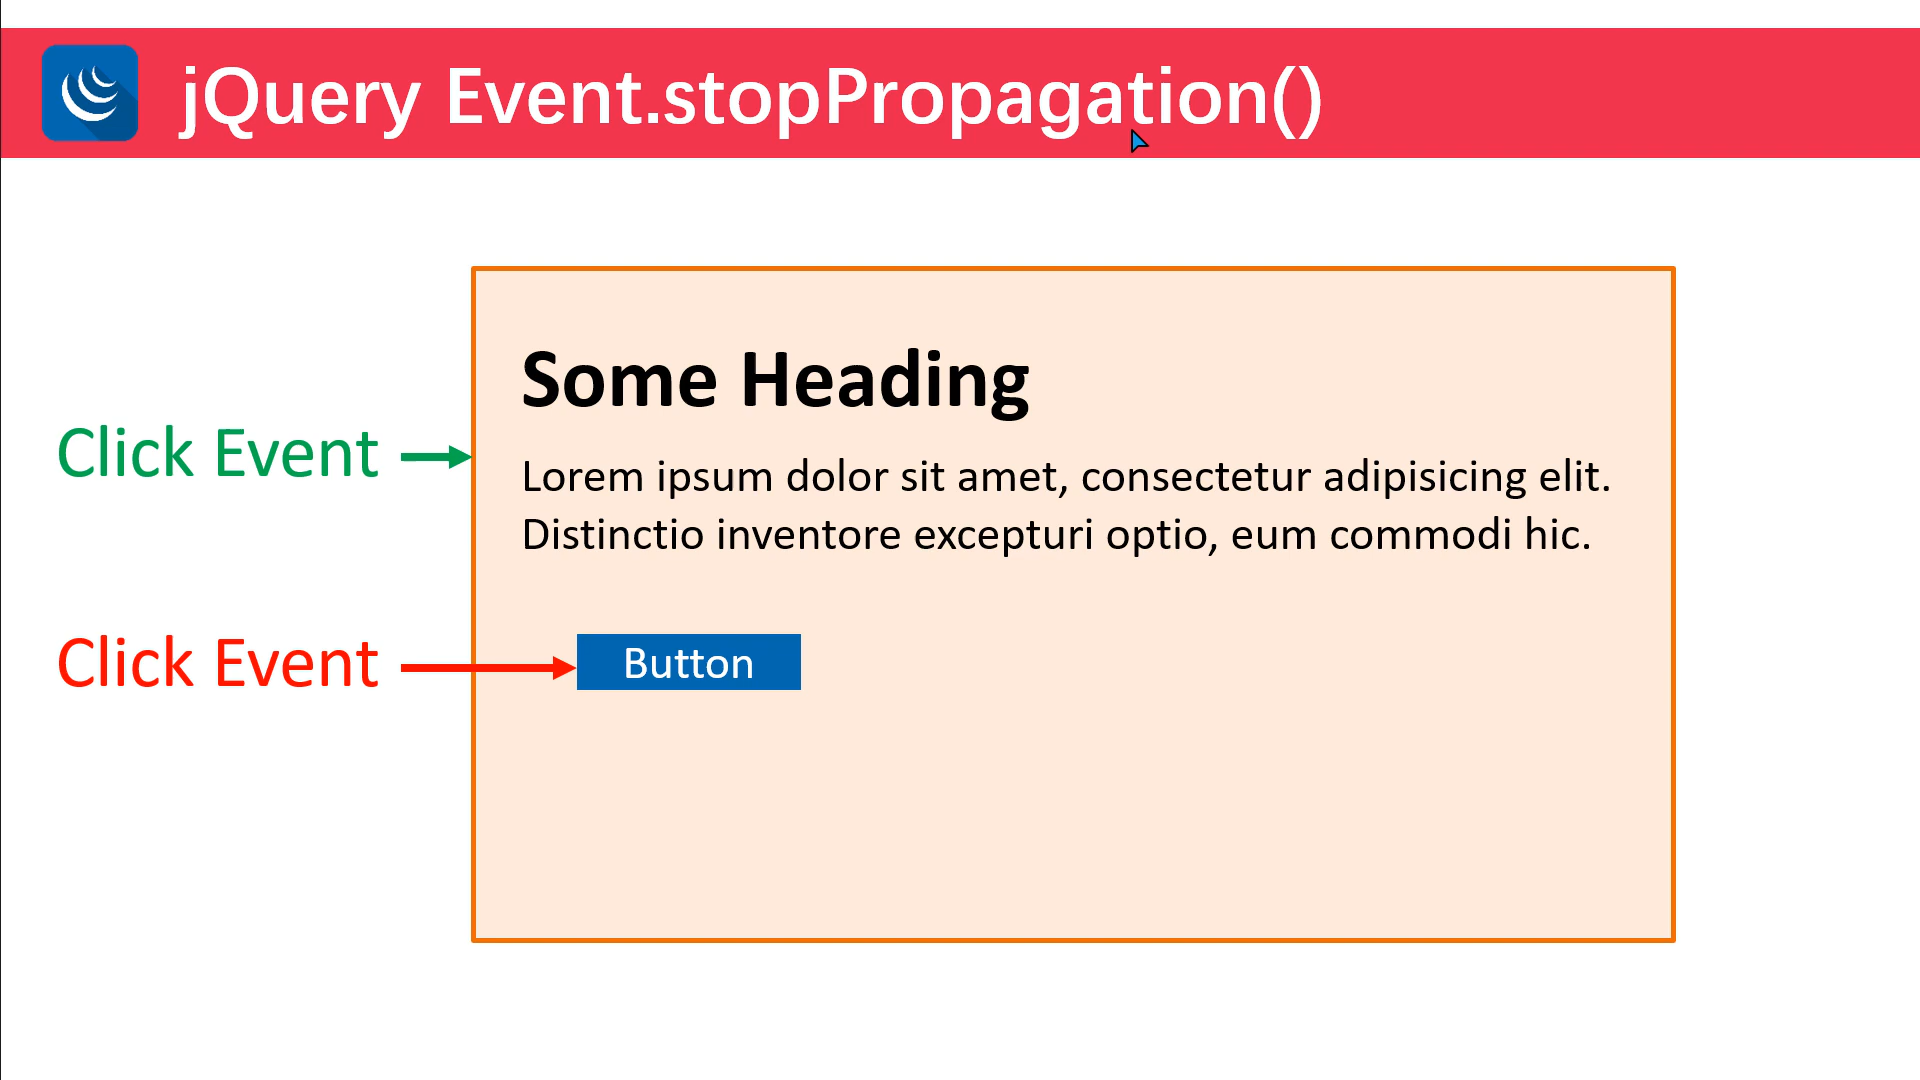 jQuery Event.stopPropagation()
Some Heading
Click Event
Lorem ipsum dolor sit amet, consectetur adipisicing elit.
Distinctio inventore excepturi optio, eum commodi hic.
Click Event
Button